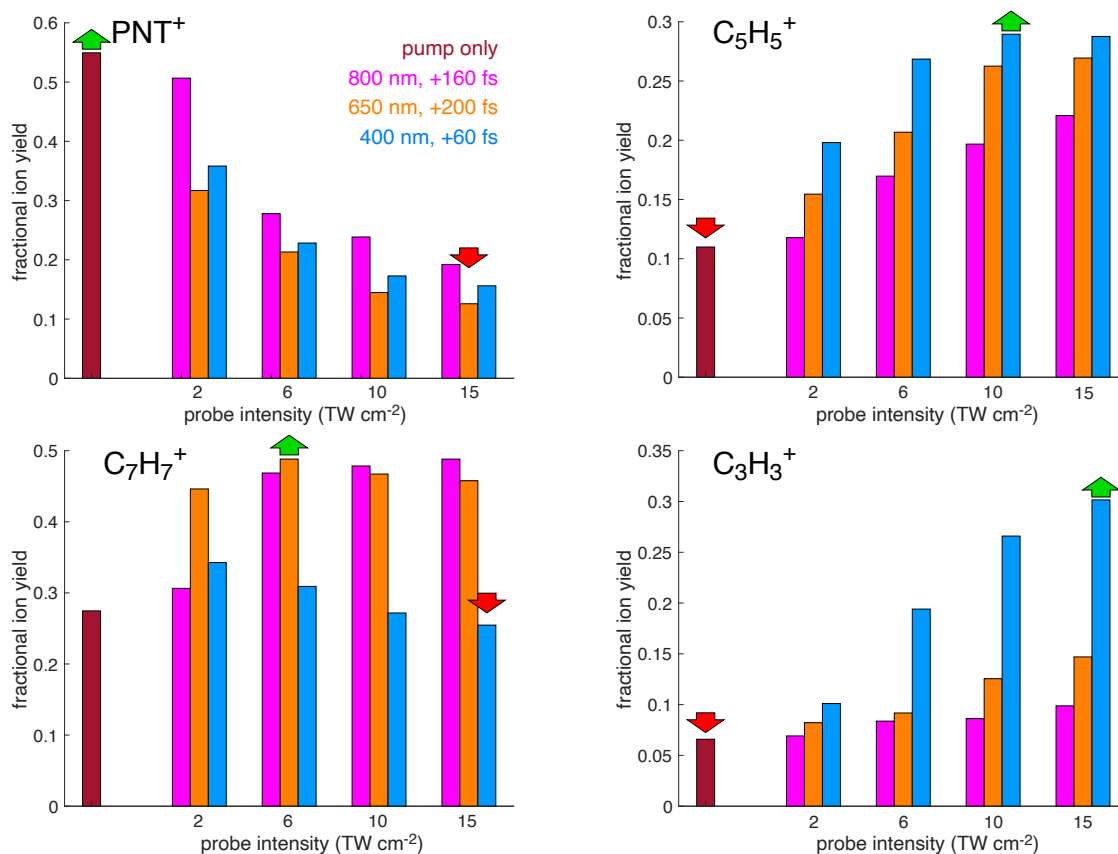 PNT+
pump only
800 nm, +160 fs
650 nm, +200 fs
400 nm, +60 fs
fractional ion yield
0.6
0.5
0.4
0.3
0.2
0.1
0
2 6 10 15
probe intensity (TW cm-2)
C5H5+
fractional ion yield
0.3
0.25
0.2
0.15
0.1
0.05
0
2 6 10 15
probe intensity (TW cm-2)
C7H7+
fractional ion yield
0.5
0.4
0.3
0.2
0.1
0
2 6 10 15
probe intensity (TW cm-2)
C3H3+
fractional ion yield
0.35
0.3
0.25
0.2
0.15
0.1
0.05
0
2 6 10 15
probe intensity (TW cm-2)